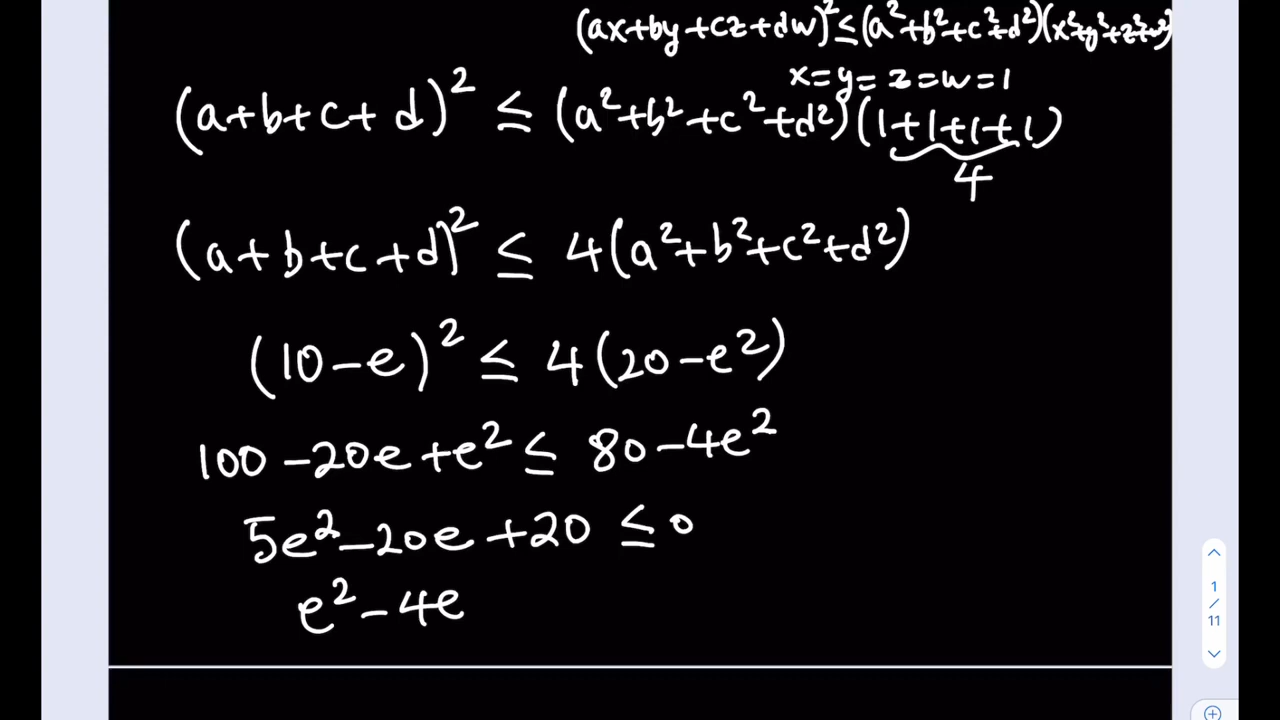 (ax+by+cz+dw)² ≤ (a²+b²+c²+d²)(x²+y²+z²+w²)
x=y=z=w=1
(a+b+c+d)² ≤ (a²+b²+c²+d²)(1+1+1+1)
4
(a+b+c+d)² ≤ 4(a²+b²+c²+d²)
(10-e)² ≤ 4(20-e²)
100-20e+e² ≤ 80-4e²
5e²-20e+20 ≤0
e²-4e
1
/
11